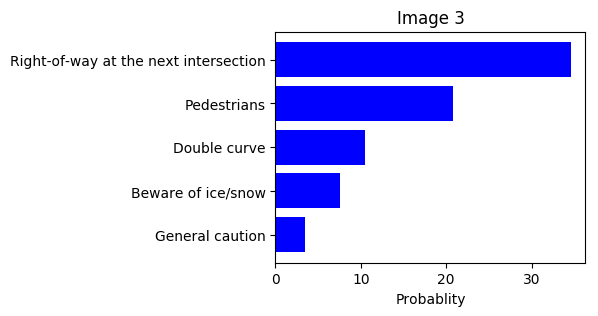 Image 3
Right-of-way at the next intersection
Pedestrians
Double curve
Beware of ice/snow
General caution
0 10 20 30
Probablity